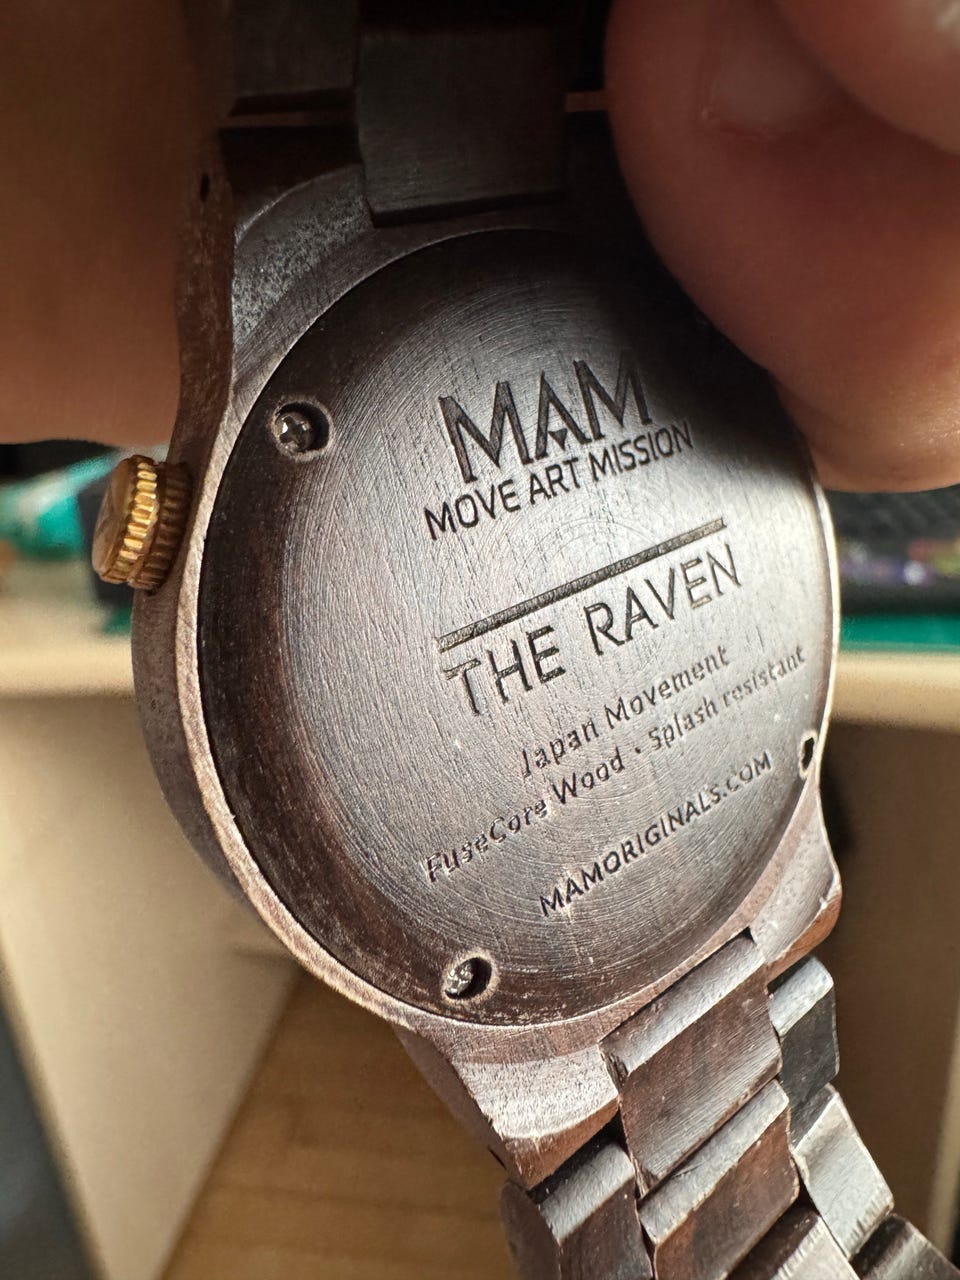 MAM
MOVE ART MISSION
THE RAVEN
Japan Movement
FuseCore Wood · Splash resistant
MAMORIGINALS.COM